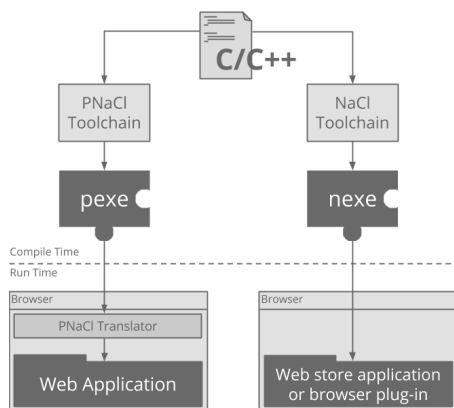 C/C++
PNaCl
Toolchain
NaCl
Toolchain
pexe
nexe
Compile Time
Run Time
Browser
Browser
PNaCl Translator
Web Application
Web store application
or browser plug-in